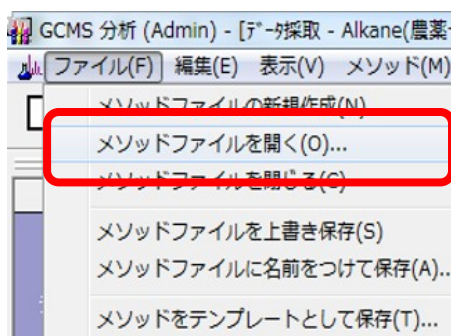 GCMS 分析 (Admin) - [ﾃﾞｰﾀ採取 - Alkane(農薬
ファイル(F) 編集(E) 表示(V) メソッド(M)
メソッドファイルの新規作成(N)
メソッドファイルを開く(O)...
メソッドファイルを閉じる(C)
メソッドファイルを上書き保存(S)
メソッドファイルに名前をつけて保存(A)..
メソッドをテンプレートとして保存(T)...